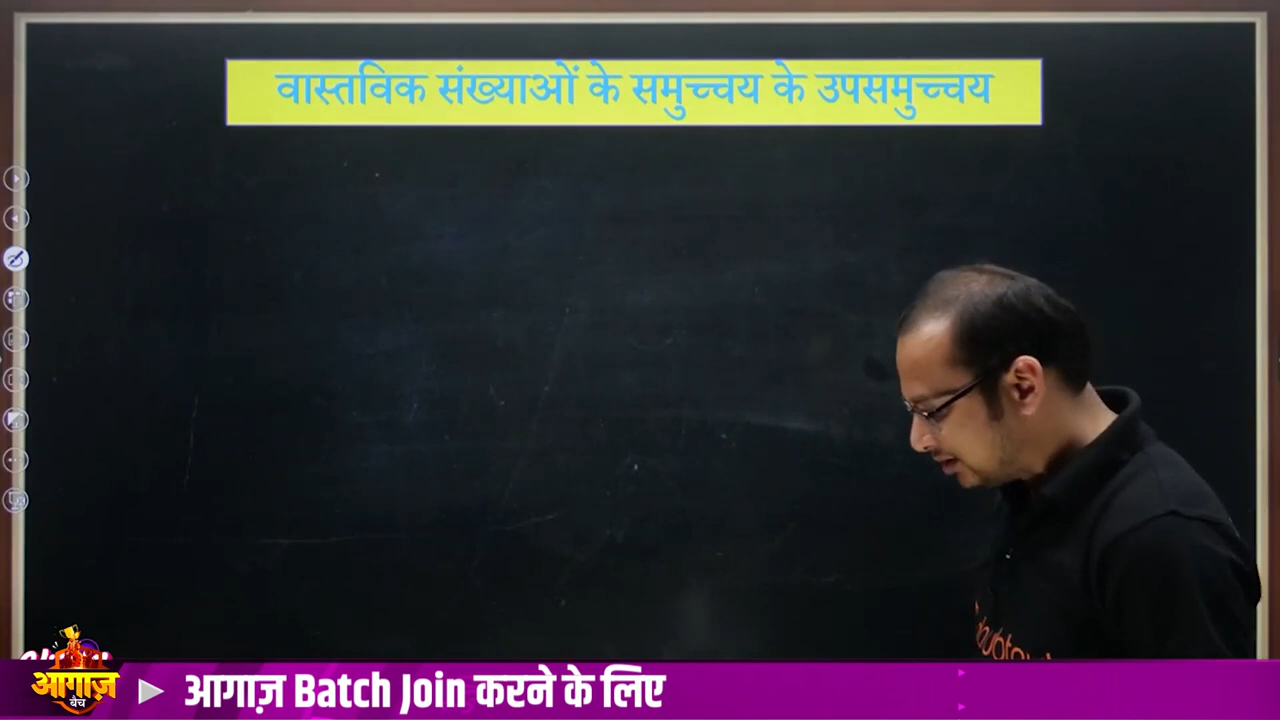 वास्तविक संख्याओं के समुच्चय के उपसमुच्चय
आगाज़
बैच
आगाज़ Batch Join करने के लिए